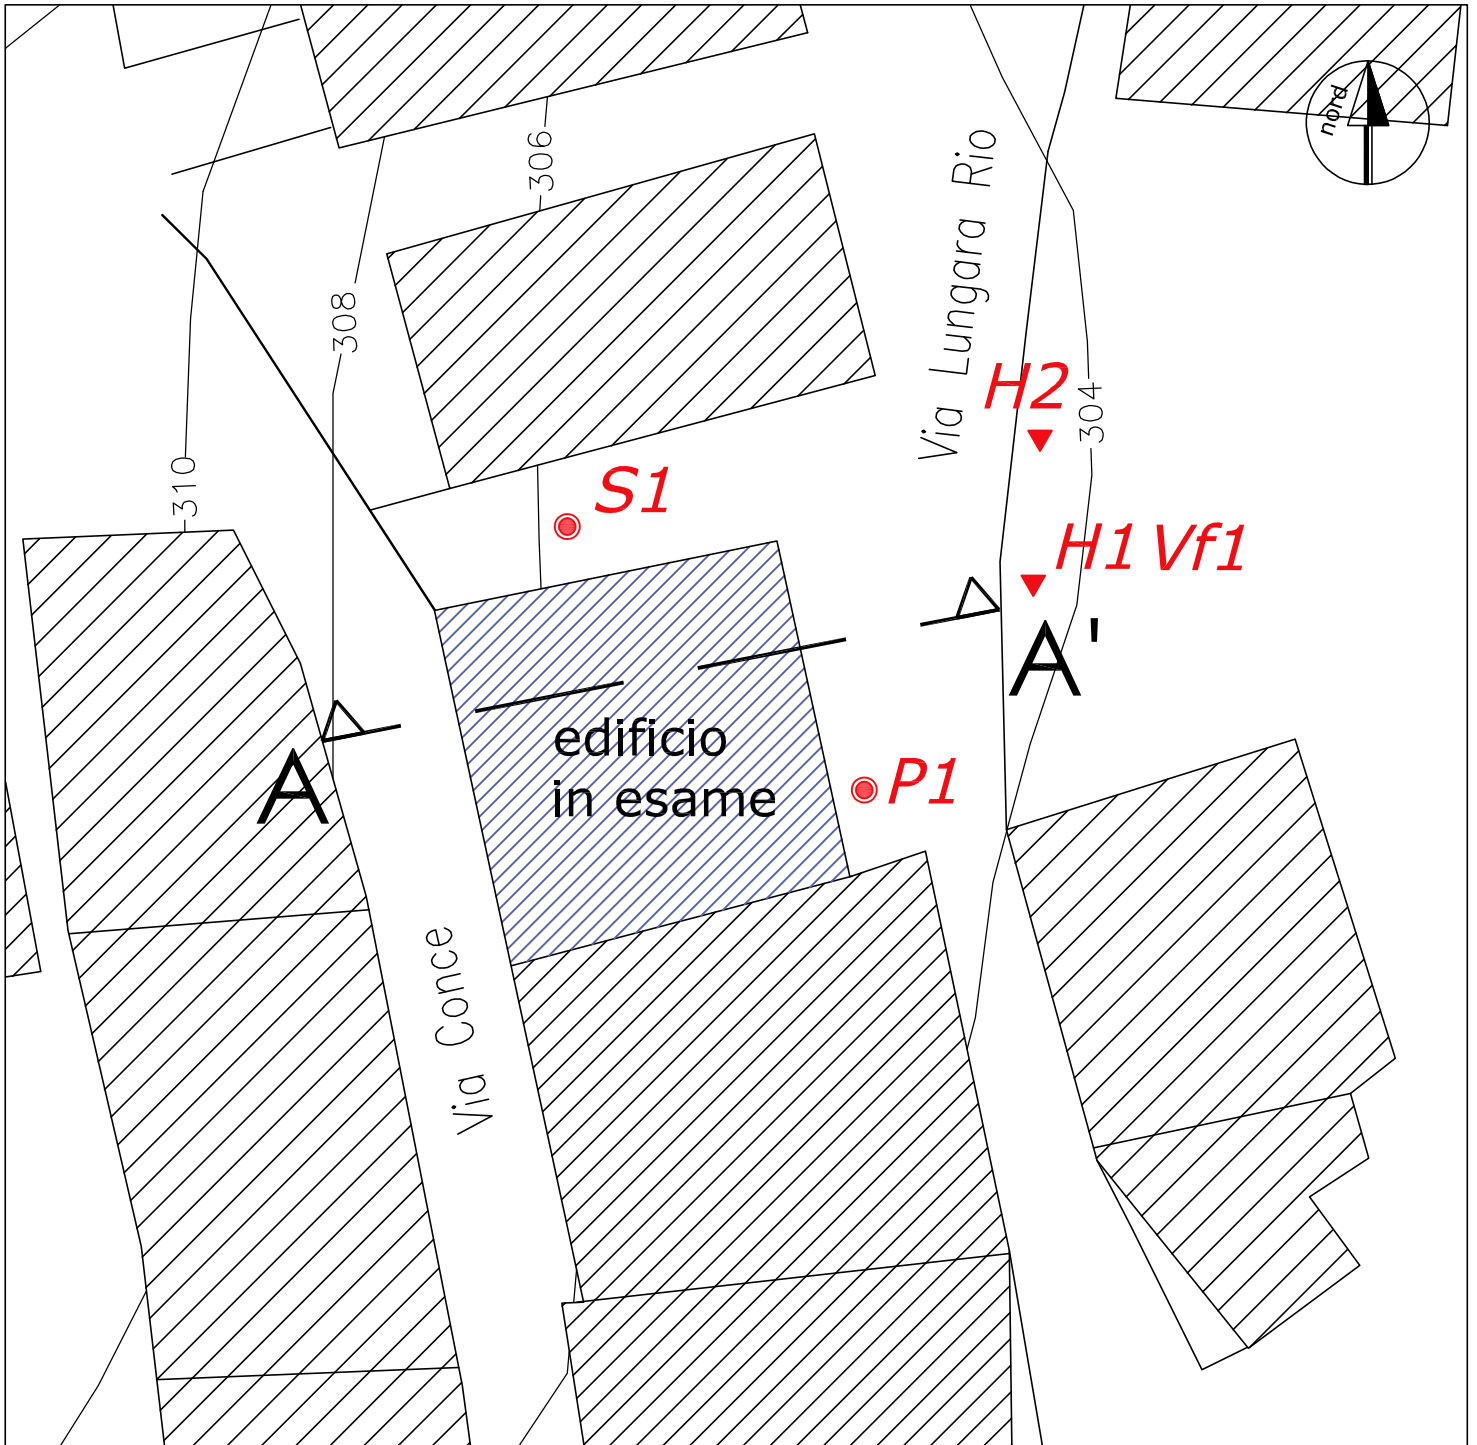 nord
306
Via Lungara Rio
308
H2
304
310
S1
H1 Vf1
A'
edificio
in esame
A
P1
Via Conce